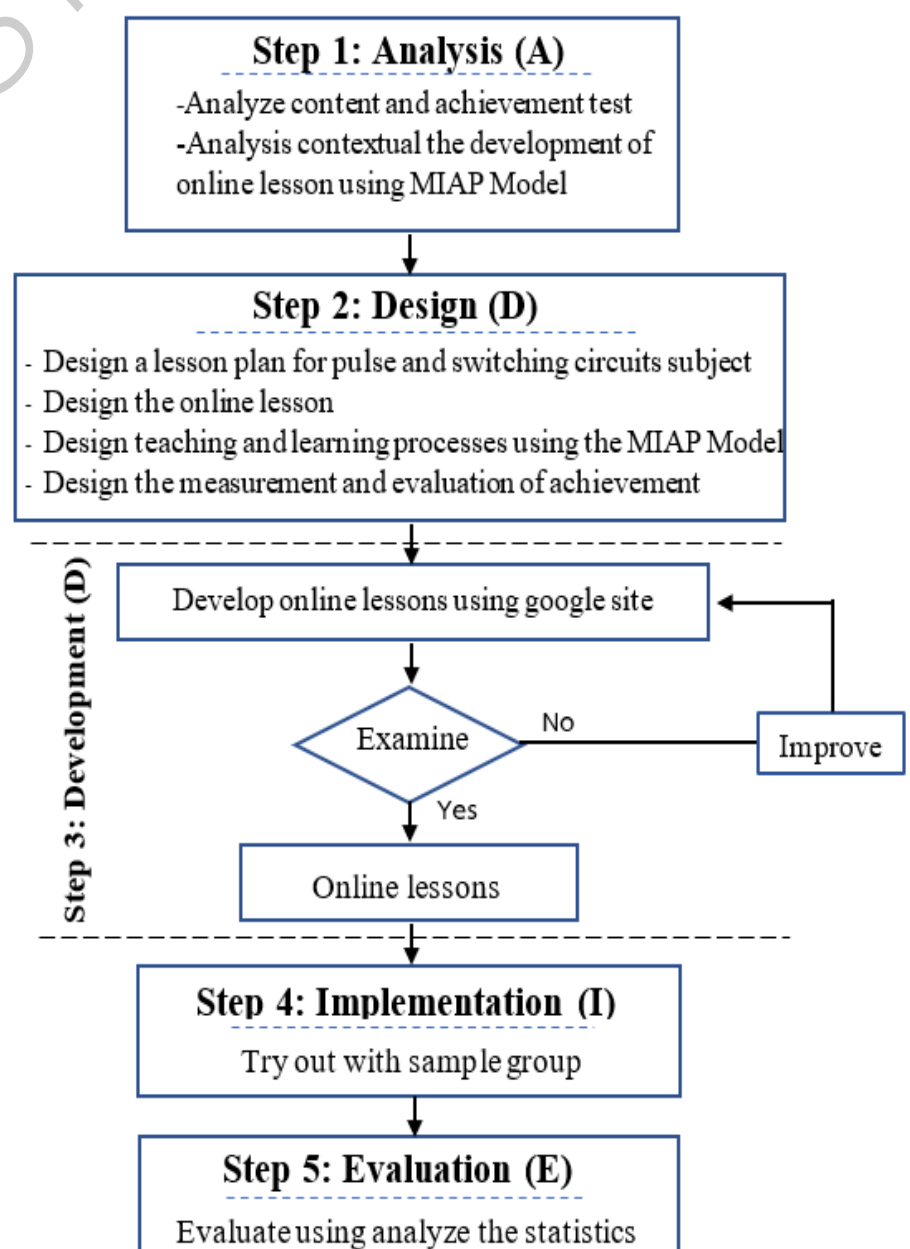 Step 1: Analysis (A)
-Analyze content and achievement test
-Analysis contextual the development of
online lesson using MIAP Model
Step 2: Design (D)
- Design a lesson plan for pulse and switching circuits subject
- Design the online lesson
- Design teaching and learning processes using the MIAP Model
- Design the measurement and evaluation of achievement
Step 3: Development (D)
Develop online lessons using google site
Examine
No
Improve
Yes
Online lessons
Step 4: Implementation (I)
Try out with sample group
Step 5: Evaluation (E)
Evaluate using analyze the statistics